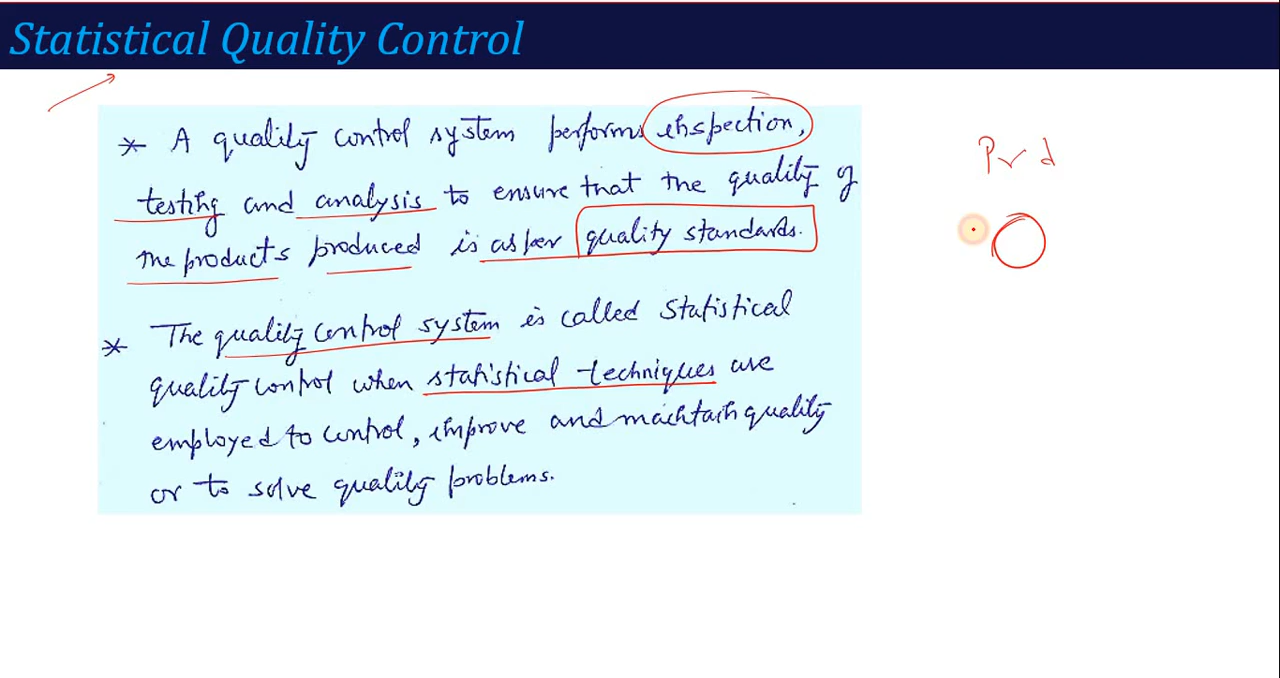 Statistical Quality Control
* A quality control system performs inspection,
testing and analysis to ensure that the quality of
the products produced is as per quality standards.
* The quality control system is called statistical
quality control when statistical techniques are
employed to control, improve and maintain quality
or to solve quality problems.
Prd